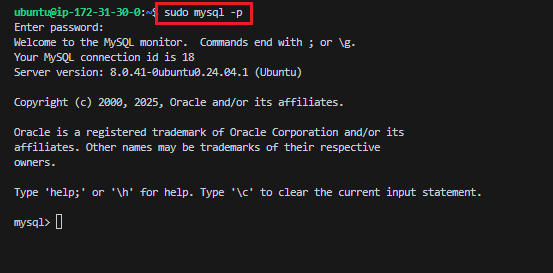 ubuntu@ip-172-31-30-0:~$ sudo mysql -p
Enter password:
Welcome to the MySQL monitor.  Commands end with ; or \g.
Your MySQL connection id is 18
Server version: 8.0.41-0ubuntu0.24.04.1 (Ubuntu)
Copyright (c) 2000, 2025, Oracle and/or its affiliates.
Oracle is a registered trademark of Oracle Corporation and/or its
affiliates. Other names may be trademarks of their respective
owners.
Type 'help;' or '\h' for help. Type '\c' to clear the current input statement.
mysql>